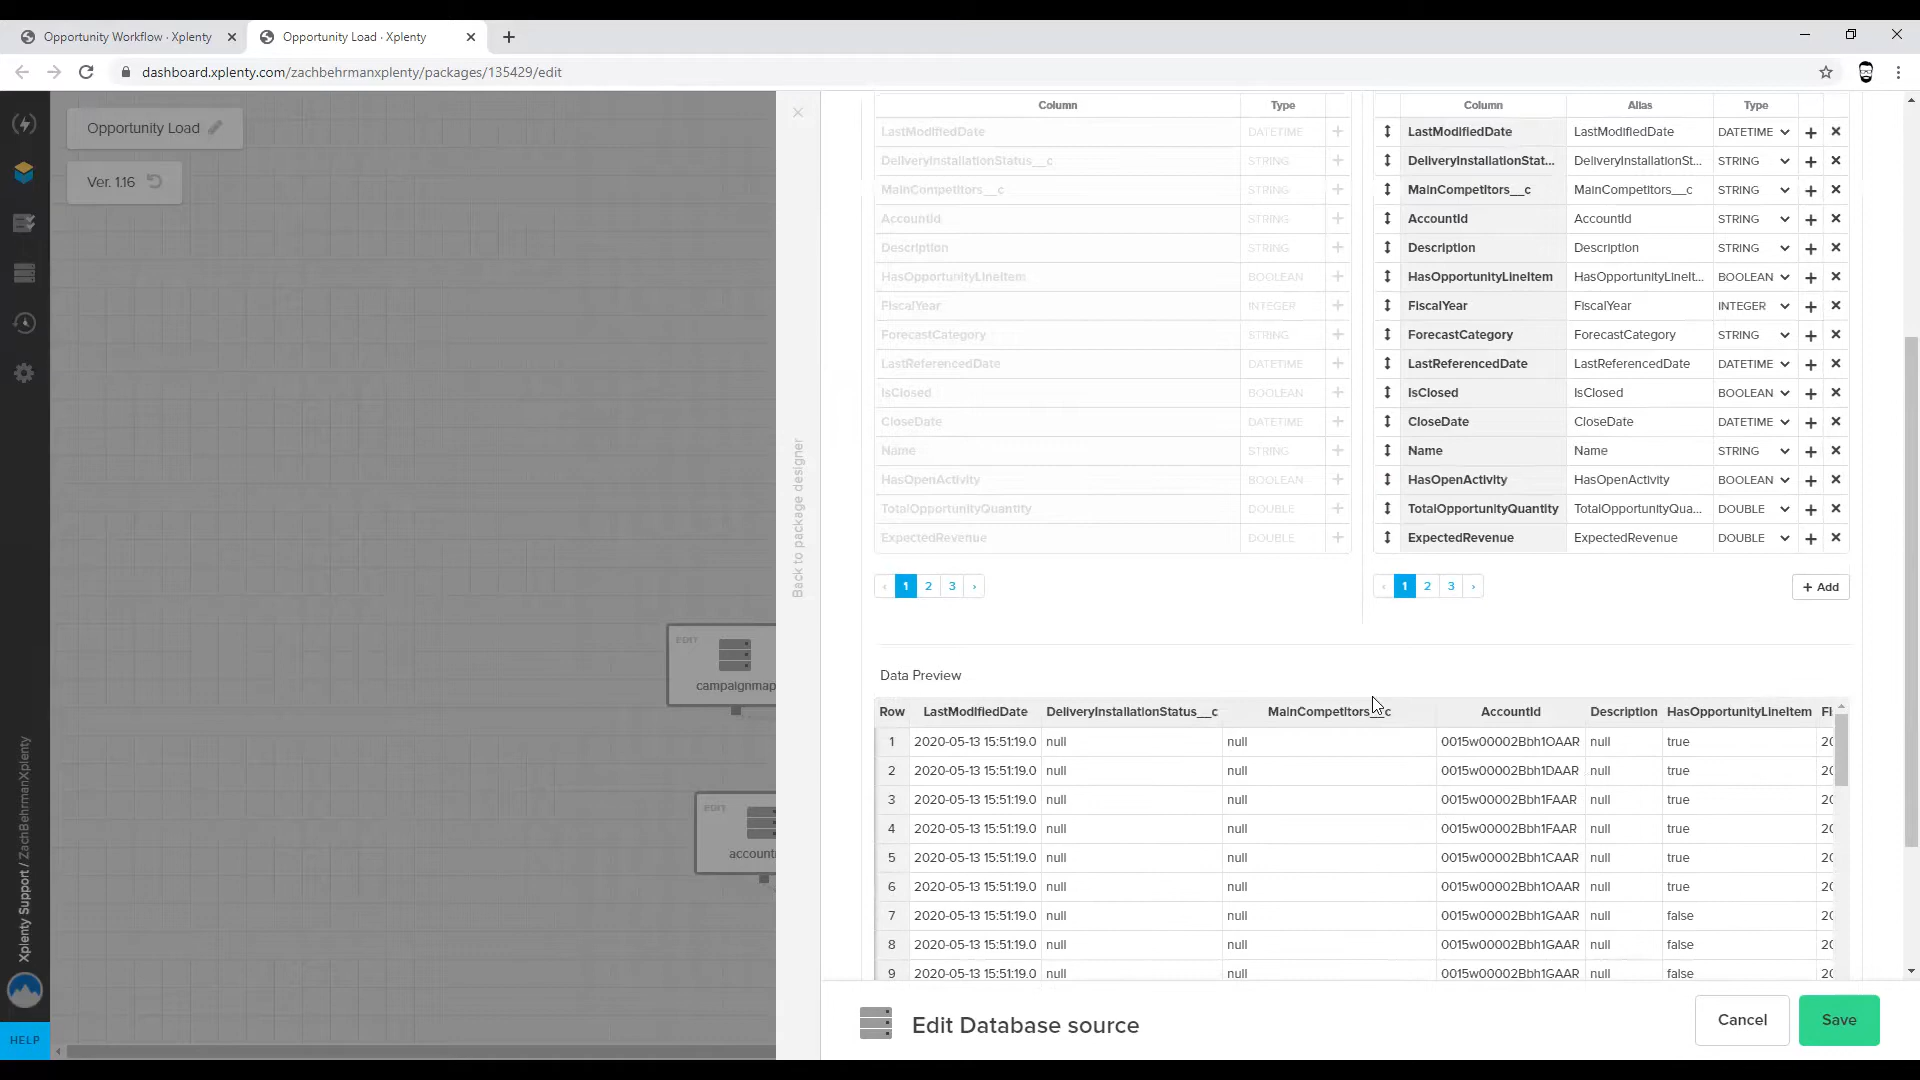 Opportunity Workflow · Xplenty
Opportunity Load · Xplenty
dashboard.xplenty.com/zachbehrmanxplenty/packages/135429/edit
Opportunity Load
Ver. 1.16
EDIT
campaignmap
EDIT
account
Xplenty Support / ZachBehrmanXplenty
HELP
Back to package designer
Column Type
LastModifiedDate DATETIME
DeliveryInstallationStatus__c STRING
MainCompetitors__c STRING
AccountId STRING
Description STRING
HasOpportunityLineItem BOOLEAN
FiscalYear INTEGER
ForecastCategory STRING
LastReferencedDate DATETIME
IsClosed BOOLEAN
CloseDate DATETIME
Name STRING
HasOpenActivity BOOLEAN
TotalOpportunityQuantity DOUBLE
ExpectedRevenue DOUBLE
‹ 1 2 3 ›
Column Alias Type
LastModifiedDate LastModifiedDate DATETIME
DeliveryInstallationStat... DeliveryInstallationSt... STRING
MainCompetitors__c MainCompetitors__c STRING
AccountId AccountId STRING
Description Description STRING
HasOpportunityLineItem HasOpportunityLineIt... BOOLEAN
FiscalYear FiscalYear INTEGER
ForecastCategory ForecastCategory STRING
LastReferencedDate LastReferencedDate DATETIME
IsClosed IsClosed BOOLEAN
CloseDate CloseDate DATETIME
Name Name STRING
HasOpenActivity HasOpenActivity BOOLEAN
TotalOpportunityQuantity TotalOpportunityQua... DOUBLE
ExpectedRevenue ExpectedRevenue DOUBLE
‹ 1 2 3 › + Add
Data Preview
Row LastModifiedDate DeliveryInstallationStatus__c MainCompetitors__c AccountId Description HasOpportunityLineItem Fi
1 2020-05-13 15:51:19.0 null null 0015w00002Bbh1OAAR null true 20
2 2020-05-13 15:51:19.0 null null 0015w00002Bbh1DAAR null true 20
3 2020-05-13 15:51:19.0 null null 0015w00002Bbh1FAAR null true 20
4 2020-05-13 15:51:19.0 null null 0015w00002Bbh1FAAR null true 20
5 2020-05-13 15:51:19.0 null null 0015w00002Bbh1CAAR null true 20
6 2020-05-13 15:51:19.0 null null 0015w00002Bbh1OAAR null true 20
7 2020-05-13 15:51:19.0 null null 0015w00002Bbh1GAAR null false 20
8 2020-05-13 15:51:19.0 null null 0015w00002Bbh1GAAR null false 20
9 2020-05-13 15:51:19.0 null null 0015w00002Bbh1GAAR null false 20
Edit Database source
Cancel
Save